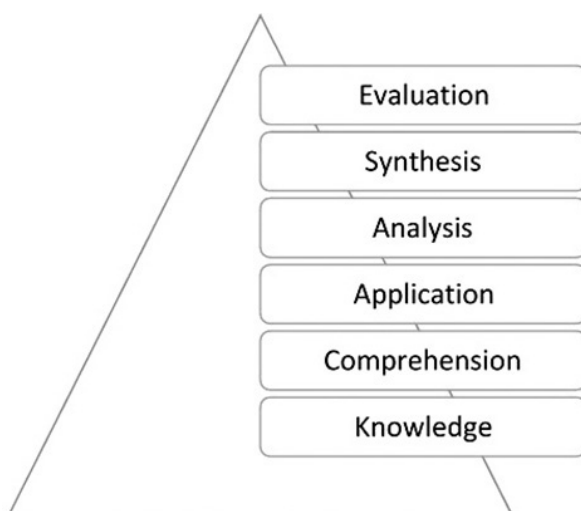 Evaluation
Synthesis
Analysis
Application
Comprehension
Knowledge